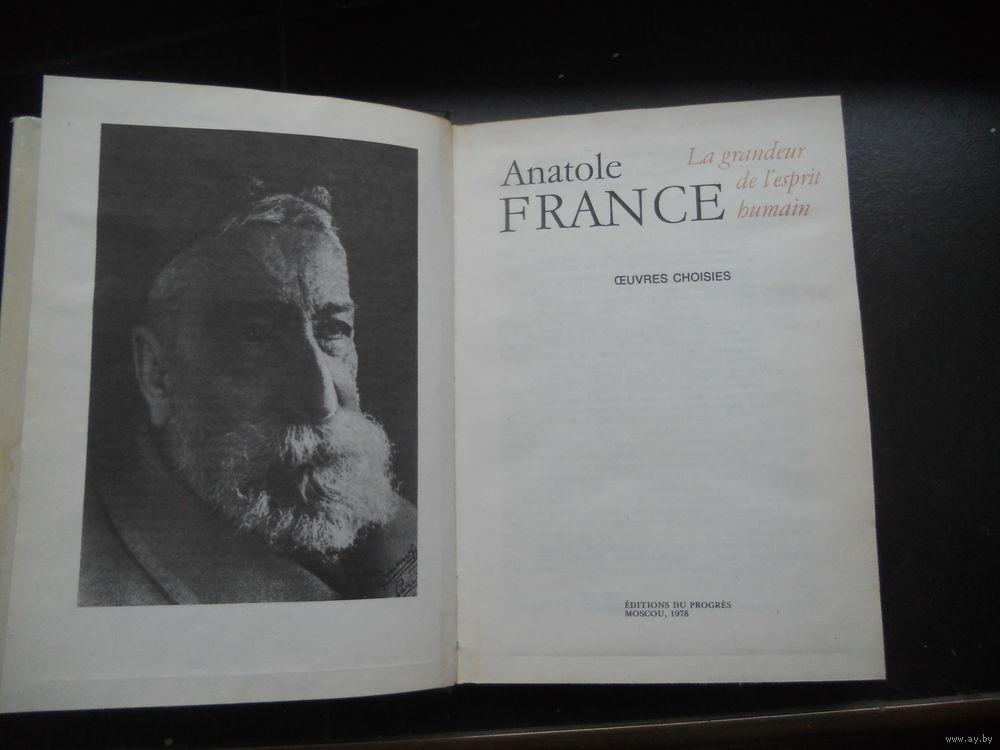 Anatole
FRANCE
La grandeur
de l'esprit
humain
ŒUVRES CHOISIES
ÉDITIONS DU PROGRÈS
MOSCOU, 1978
www.ay.by